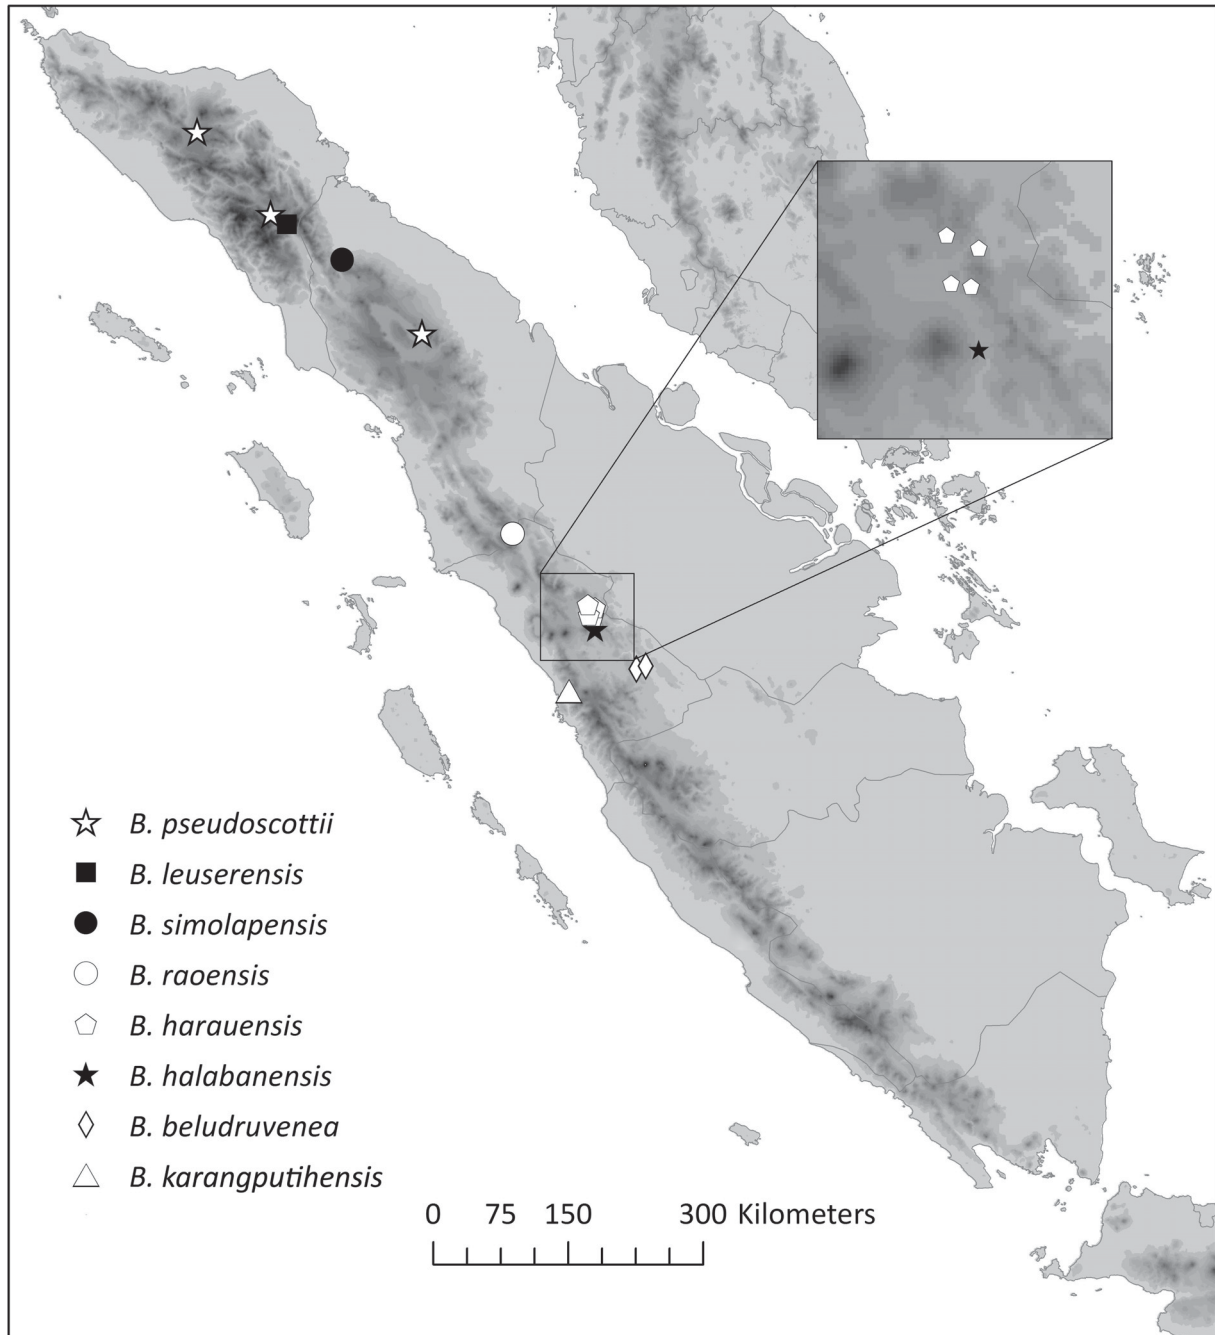 B. pseudoscottii
B. leuserensis
B. simolapensis
B. raoensis
B. harauensis
B. halabanensis
B. beludruvenea
B. karangputihensis
0 75 150 300 Kilometers